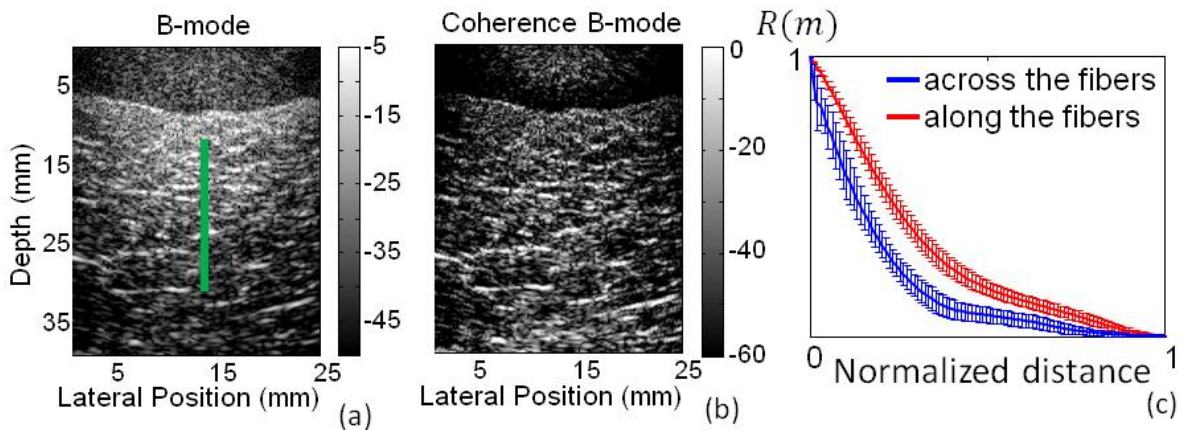 B-mode
Depth (mm)
5
15
25
35
5 15 25
Lateral Position (mm)
-5
-15
-25
-35
-45
(a)
Coherence B-mode
5 15 25
Lateral Position (mm)
0
-20
-40
-60
(b)
R(m)
1
across the fibers
along the fibers
0 1
Normalized distance
(c)